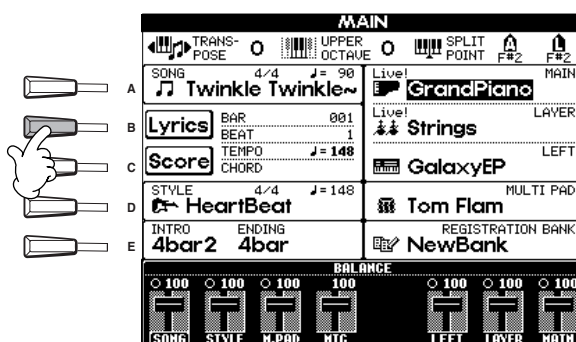 MAIN
TRANS-
POSE
0
UPPER
OCTAVE
0
SPLIT
POINT
A
F#2
L
F#2
A
B
C
D
E
SONG 4/4 ♩= 90
Twinkle Twinkle~
Lyrics
BAR 001
BEAT 1
Score
TEMPO ♩= 148
CHORD
STYLE 4/4 ♩=148
HeartBeat
INTRO ENDING
4bar2 4bar
Live! MAIN
GrandPiano
Live! LAYER
Strings
LEFT
GalaxyEP
MULTI PAD
Tom Flam
REGISTRATION BANK
NewBank
BALANCE
100 100 100 100 100 100 100
SONG STYLE M.PAD MIC LEFT LAYER MAIN